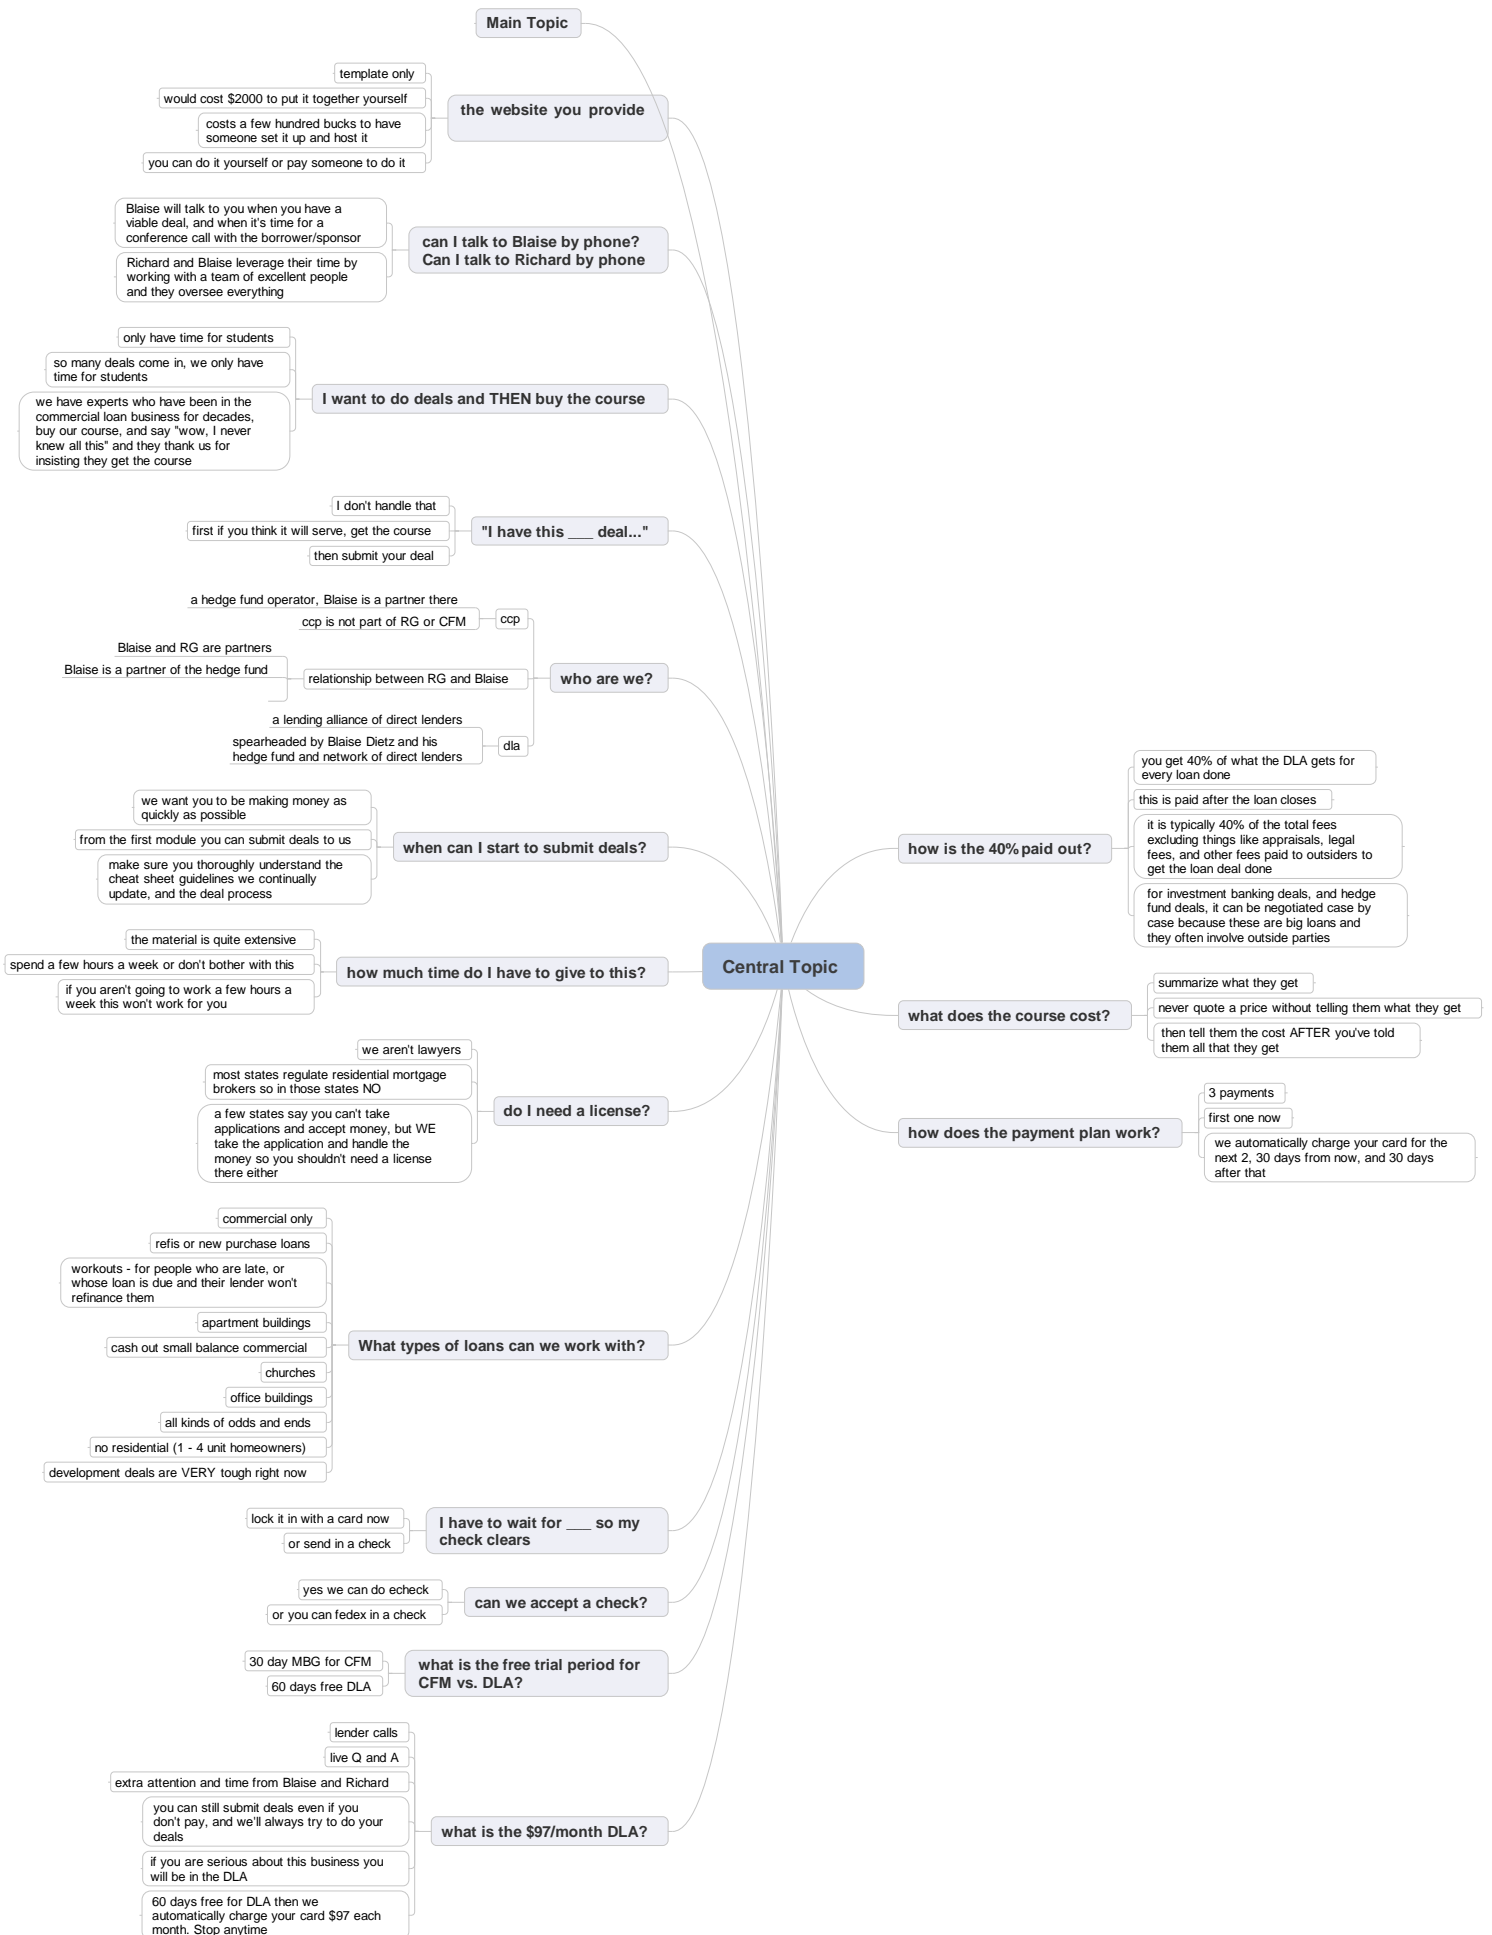 Main Topic
the website you provide
template only
would cost $2000 to put it together yourself
costs a few hundred bucks to have
someone set it up and host it
you can do it yourself or pay someone to do it
can I talk to Blaise by phone?
Can I talk to Richard by phone
Blaise will talk to you when you have a
viable deal, and when it's time for a
conference call with the borrower/sponsor
Richard and Blaise leverage their time by
working with a team of excellent people
and they oversee everything
I want to do deals and THEN buy the course
only have time for students
so many deals come in, we only have
time for students
we have experts who have been in the
commercial loan business for decades,
buy our course, and say "wow, I never
knew all this" and they thank us for
insisting they get the course
"I have this ___ deal..."
I don't handle that
first if you think it will serve, get the course
then submit your deal
who are we?
ccp
a hedge fund operator, Blaise is a partner there
ccp is not part of RG or CFM
relationship between RG and Blaise
Blaise and RG are partners
Blaise is a partner of the hedge fund
dla
a lending alliance of direct lenders
spearheaded by Blaise Dietz and his
hedge fund and network of direct lenders
when can I start to submit deals?
we want you to be making money as
quickly as possible
from the first module you can submit deals to us
make sure you thoroughly understand the
cheat sheet guidelines we continually
update, and the deal process
how much time do I have to give to this?
the material is quite extensive
spend a few hours a week or don't bother with this
if you aren't going to work a few hours a
week this won't work for you
do I need a license?
we aren't lawyers
most states regulate residential mortgage
brokers so in those states NO
a few states say you can't take
applications and accept money, but WE
take the application and handle the
money so you shouldn't need a license
there either
What types of loans can we work with?
commercial only
refis or new purchase loans
workouts - for people who are late, or
whose loan is due and their lender won't
refinance them
apartment buildings
cash out small balance commercial
churches
office buildings
all kinds of odds and ends
no residential (1 - 4 unit homeowners)
development deals are VERY tough right now
I have to wait for ___ so my
check clears
lock it in with a card now
or send in a check
can we accept a check?
yes we can do echeck
or you can fedex in a check
what is the free trial period for
CFM vs. DLA?
30 day MBG for CFM
60 days free DLA
what is the $97/month DLA?
lender calls
live Q and A
extra attention and time from Blaise and Richard
you can still submit deals even if you
don't pay, and we'll always try to do your
deals
if you are serious about this business you
will be in the DLA
60 days free for DLA then we
automatically charge your card $97 each
month. Stop anytime
Central Topic
how is the 40% paid out?
you get 40% of what the DLA gets for
every loan done
this is paid after the loan closes
it is typically 40% of the total fees
excluding things like appraisals, legal
fees, and other fees paid to outsiders to
get the loan deal done
for investment banking deals, and hedge
fund deals, it can be negotiated case by
case because these are big loans and
they often involve outside parties
what does the course cost?
summarize what they get
never quote a price without telling them what they get
then tell them the cost AFTER you've told
them all that they get
how does the payment plan work?
3 payments
first one now
we automatically charge your card for the
next 2, 30 days from now, and 30 days
after that